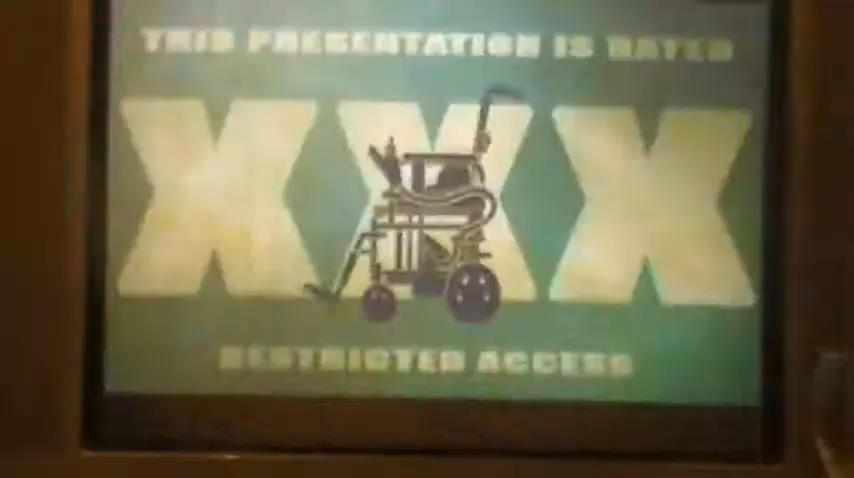 THIS PRESENTATION IS RATED
XXX
RESTRICTED ACCESS